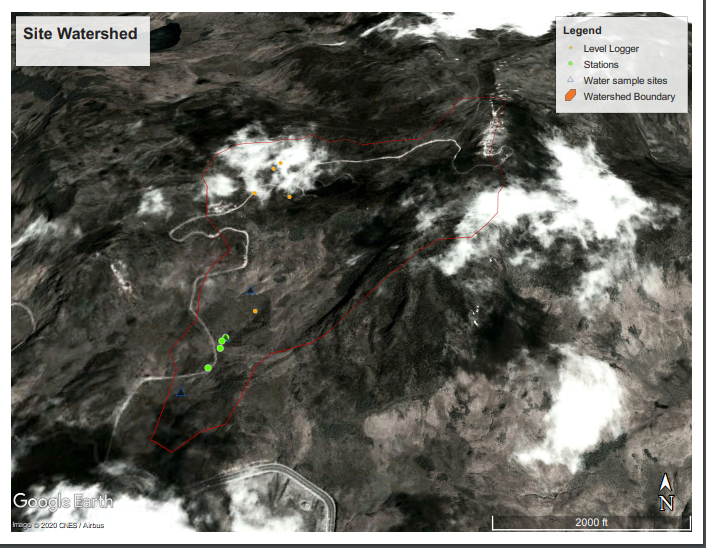 Site Watershed
Legend
Level Logger
Stations
Water sample sites
Watershed Boundary
Google Earth
Image © 2020 CNES / Airbus
N
2000 ft